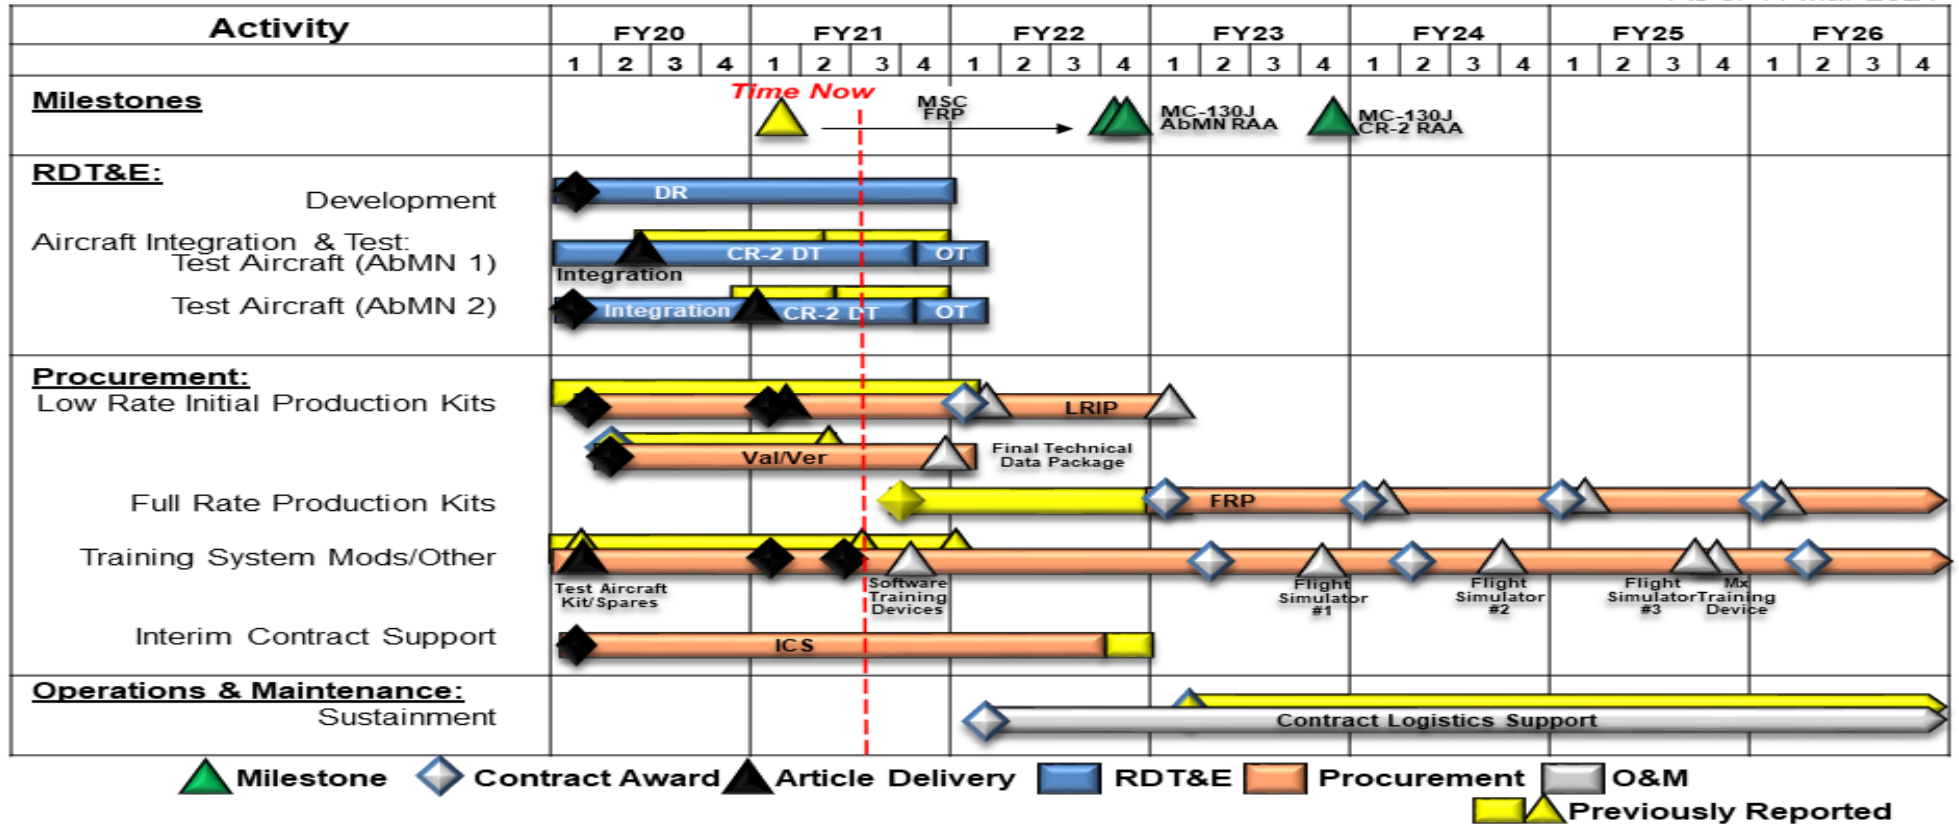 Activity
FY20 FY21 FY22 FY23 FY24 FY25 FY26
1 2 3 4 1 2 3 4 1 2 3 4 1 2 3 4 1 2 3 4 1 2 3 4 1 2 3 4
Milestones
Time Now
MSC
FRP
MC-130J
AbMN RAA
MC-130J
CR-2 RAA
RDT&E:
Development
DR
Aircraft Integration & Test:
Test Aircraft (AbMN 1)
CR-2 DT OT
Integration
Test Aircraft (AbMN 2)
Integration CR-2 DT OT
Procurement:
Low Rate Initial Production Kits
LRIP
Val/Ver
Final Technical
Data Package
Full Rate Production Kits
FRP
Training System Mods/Other
Test Aircraft
Kit/Spares
Software
Training
Devices
Flight
Simulator
#1
Flight
Simulator
#2
Flight
Simulator
#3
Mx
Training
Device
Interim Contract Support
ICS
Operations & Maintenance:
Sustainment
Contract Logistics Support
Milestone Contract Award Article Delivery RDT&E Procurement O&M
Previously Reported